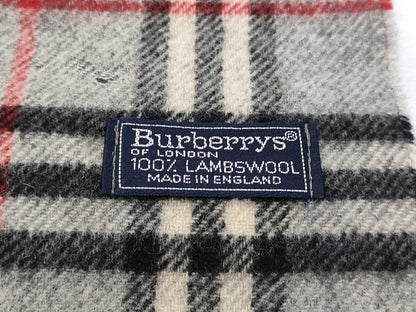 Burberrys®
OF LONDON
100% LAMBSWOOL
MADE IN ENGLAND